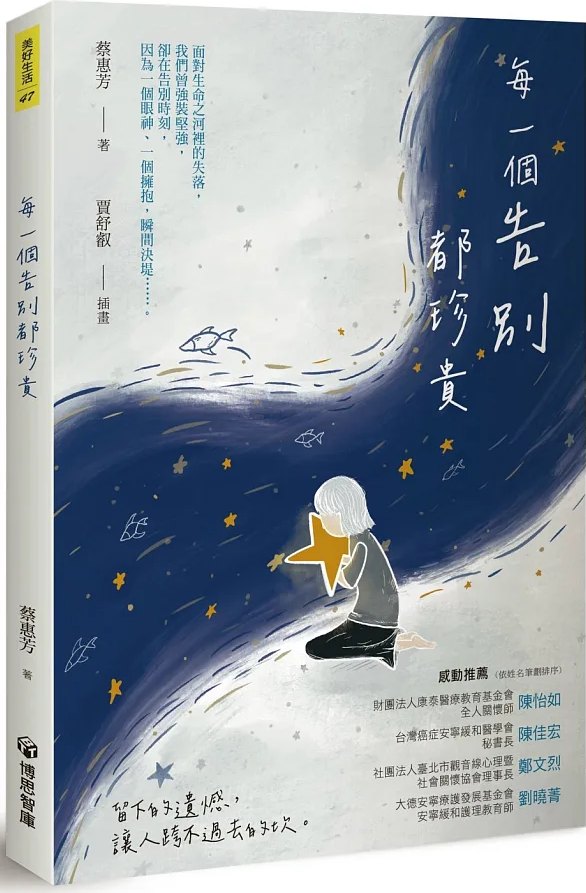 美好生活
47
每一個告別都珍貴
蔡惠芳 著
博思智庫
每一個告別
都珍貴
面對生命之河裡的失落，
我們曾強裝堅強，
卻在告別時刻，
因為一個眼神、一個擁抱，瞬間決堤……。
蔡惠芳——著
賈舒叡——插畫
感動推薦（依姓名筆劃排序）
財團法人康泰醫療教育基金會
全人關懷師 陳怡如
台灣癌症安寧緩和醫學會
秘書長 陳佳宏
社團法人臺北市觀音線心理暨
社會關懷協會理事長 鄭文烈
大德安寧療護發展基金會
安寧緩和護理教育師 劉曉菁
留下的遺憾，
讓人跨不過去的坎。